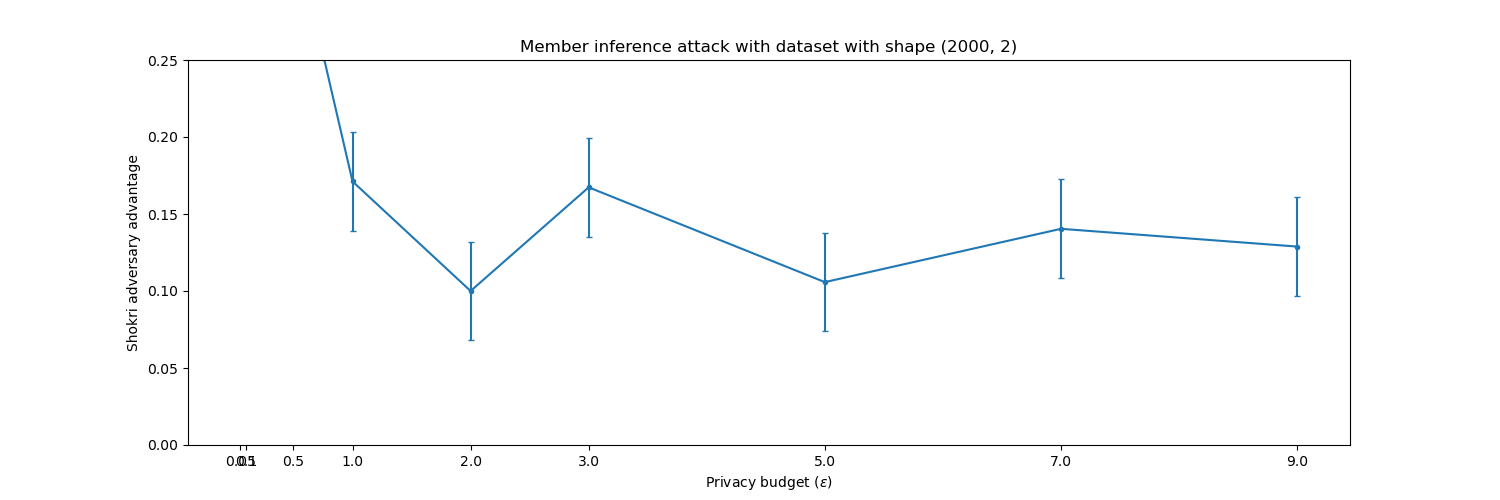 Member inference attack with dataset with shape (2000, 2)
Shokri adversary advantage
0.25
0.20
0.15
0.10
0.05
0.00
0.5 1.0 2.0 3.0 5.0 7.0 9.0
Privacy budget (ε)